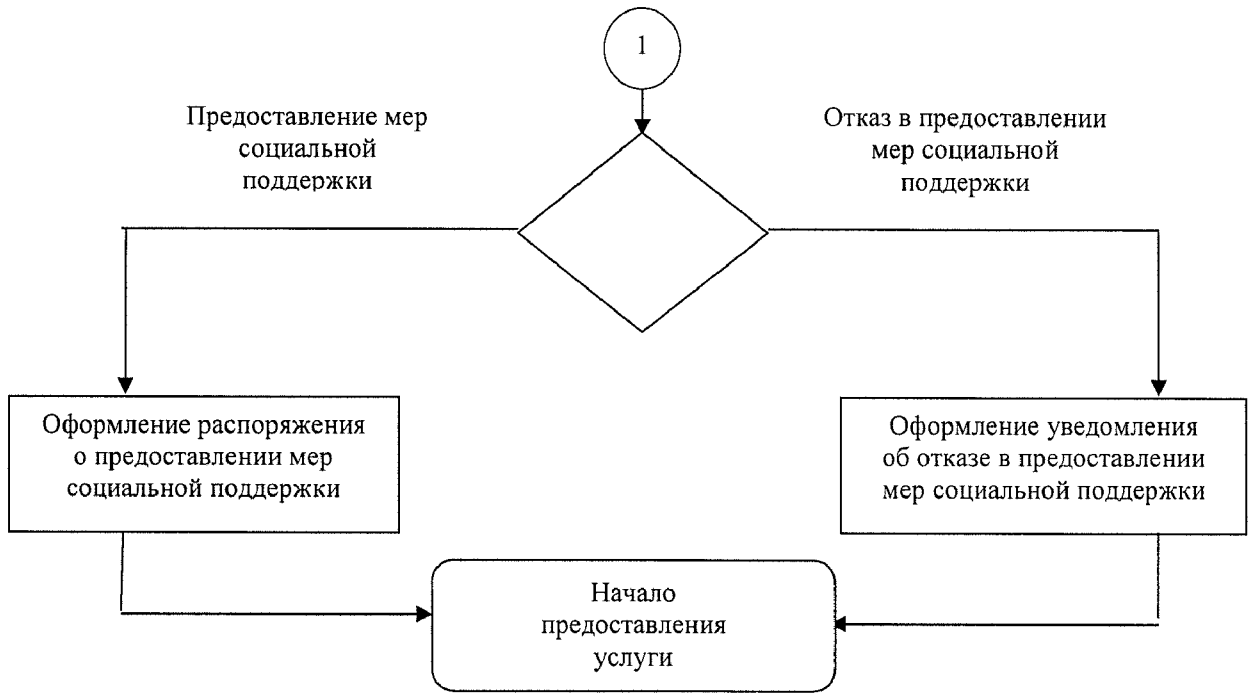 1
Предоставление мер
социальной
поддержки
Отказ в предоставлении
мер социальной
поддержки
Оформление распоряжения
о предоставлении мер
социальной поддержки
Оформление уведомления
об отказе в предоставлении
мер социальной поддержки
Начало
предоставления
услуги